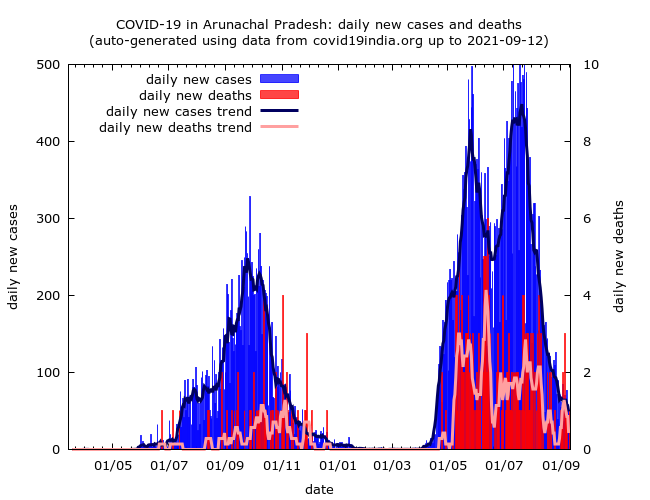 COVID-19 in Arunachal Pradesh: daily new cases and deaths
(auto-generated using data from covid19india.org up to 2021-09-12)
daily new cases
daily new deaths
daily new cases trend
daily new deaths trend
500
400
300
200
100
0
10
8
6
4
2
0
daily new cases
daily new deaths
01/05 01/07 01/09 01/11 01/01 01/03 01/05 01/07 01/09
date